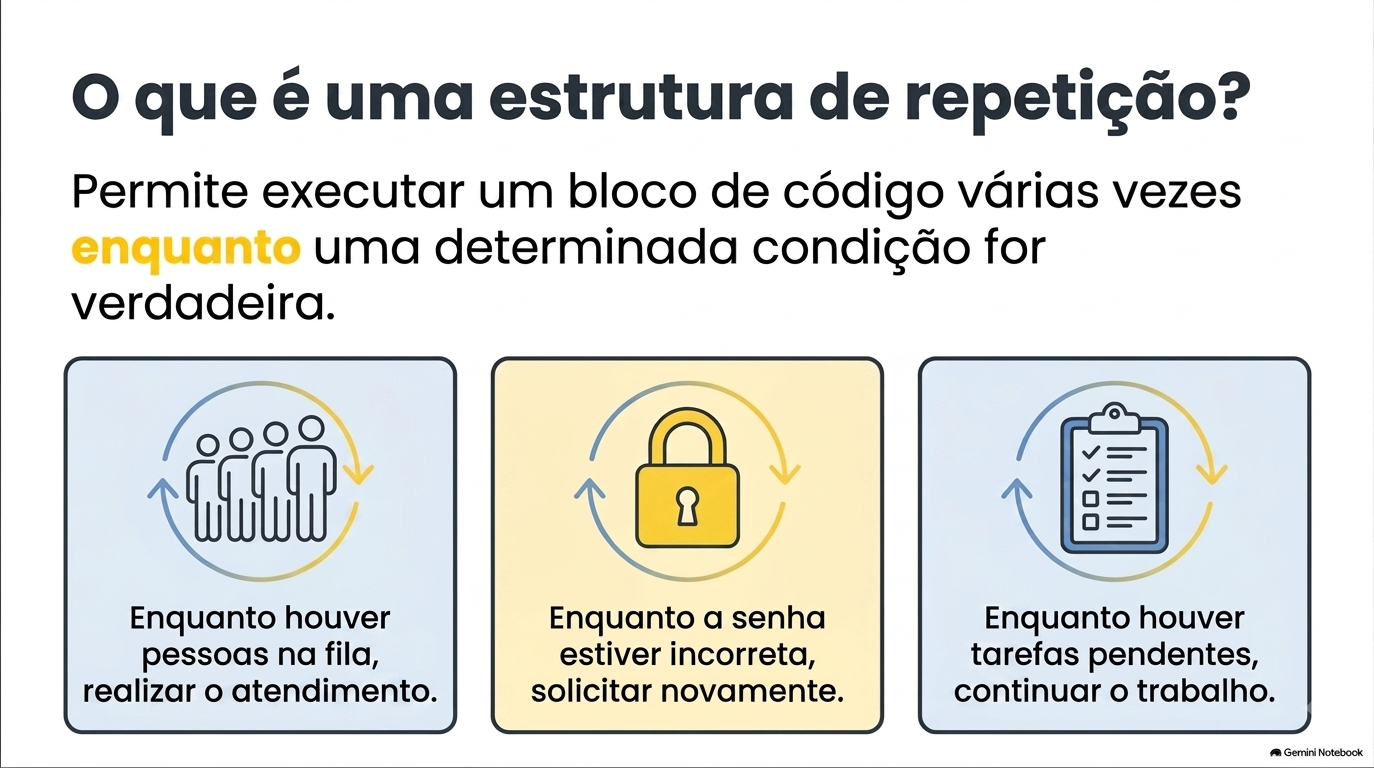 O que é uma estrutura de repetição?
Permite executar um bloco de código várias vezes
enquanto uma determinada condição for
verdadeira.
Enquanto houver
pessoas na fila,
realizar o atendimento.
Enquanto a senha
estiver incorreta,
solicitar novamente.
Enquanto houver
tarefas pendentes,
continuar o trabalho.
Gemini Notebook